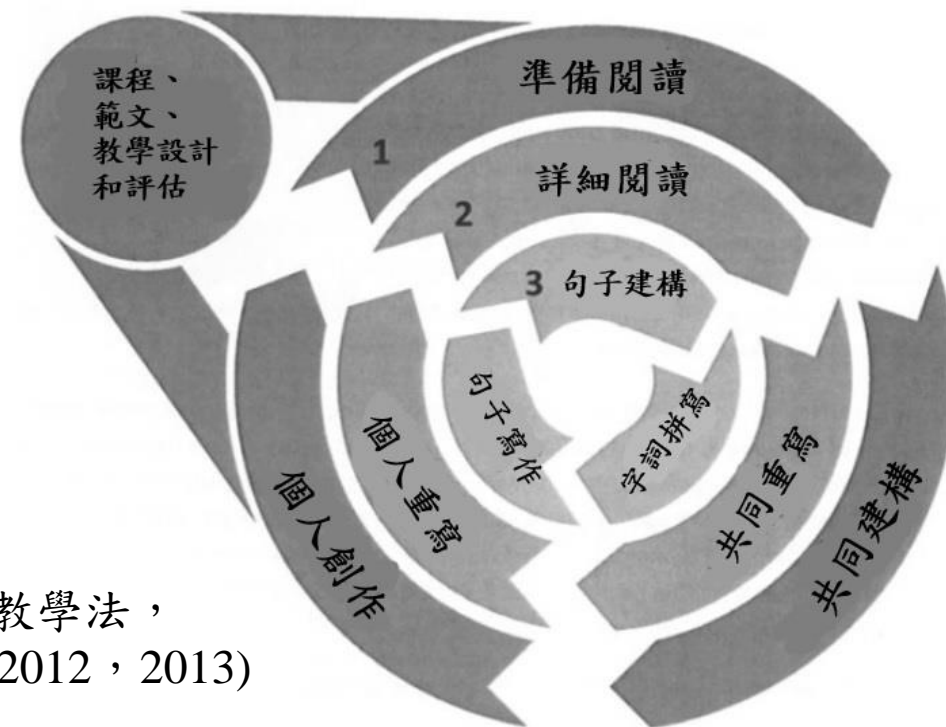 課程、
範文、
教學設計
和評估
準備閱讀
1
詳細閱讀
2
3 句子建構
句子寫作
字詞拼寫
個人重寫
共同重寫
個人創作
共同建構
教學法，
2012，2013)